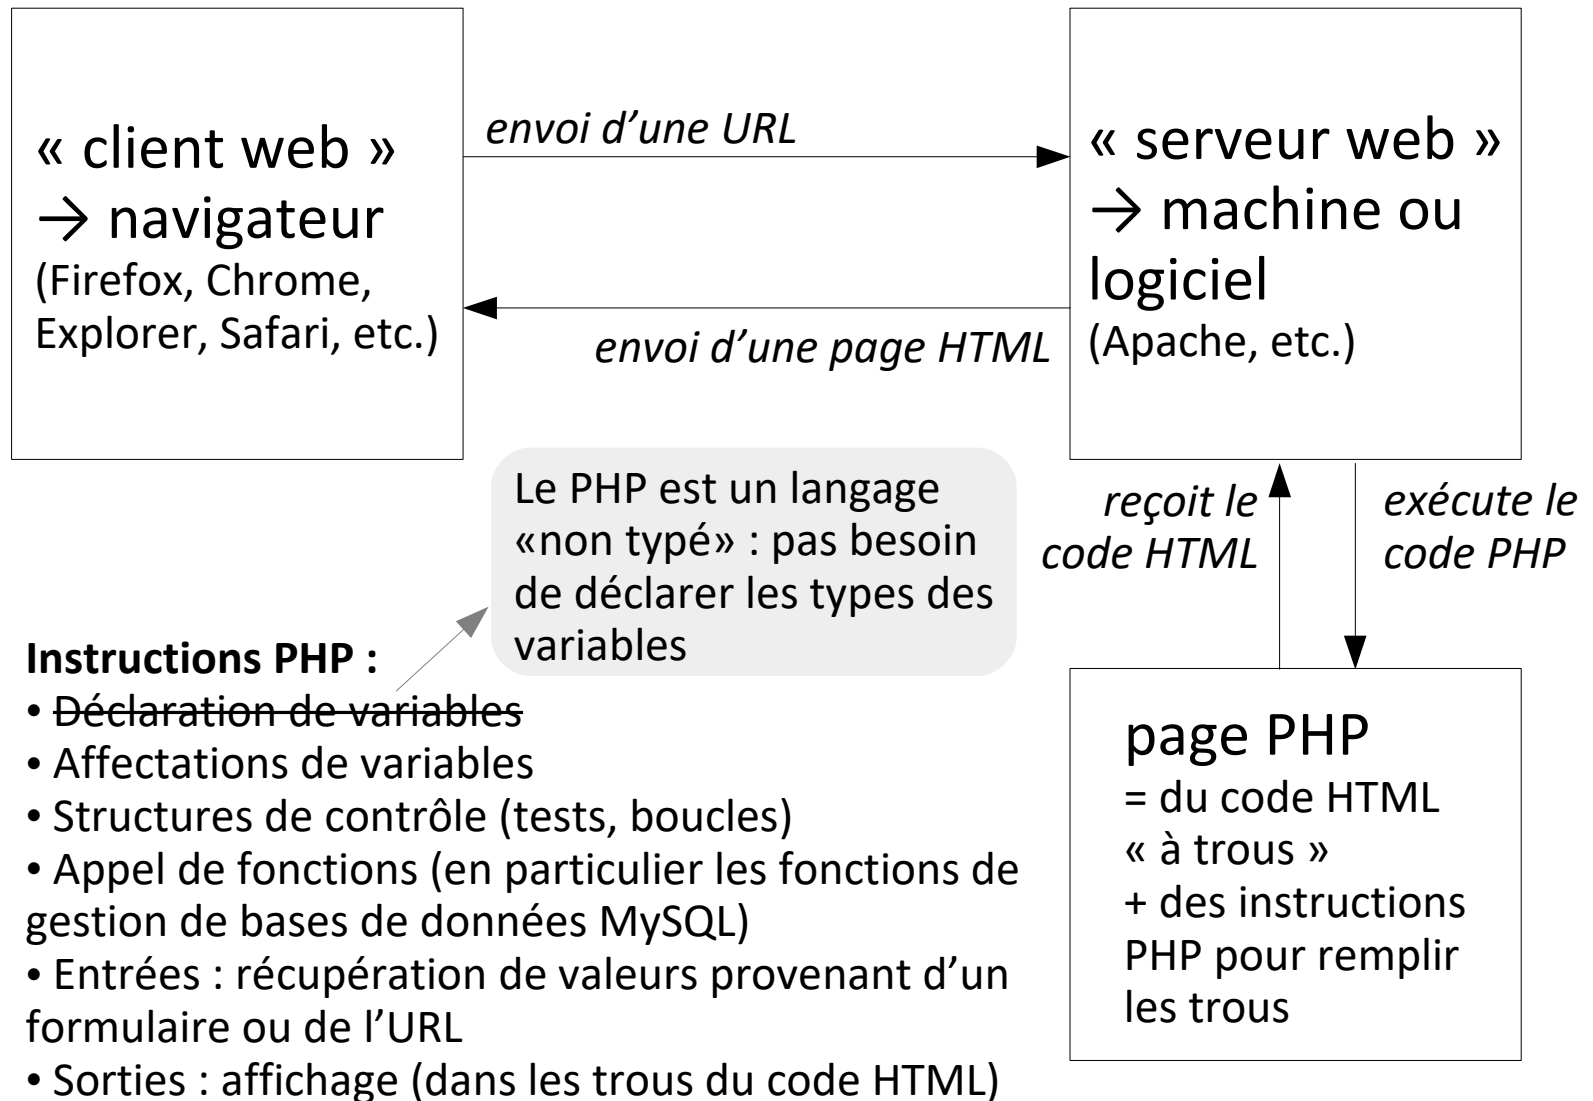 « client web »
→ navigateur
(Firefox, Chrome,
Explorer, Safari, etc.)
envoi d’une URL
envoi d’une page HTML
« serveur web »
→ machine ou
logiciel
(Apache, etc.)
Le PHP est un langage
«non typé» : pas besoin
de déclarer les types des
variables
reçoit le
code HTML
exécute le
code PHP
Instructions PHP :
• Déclaration de variables
• Affectations de variables
• Structures de contrôle (tests, boucles)
• Appel de fonctions (en particulier les fonctions de
gestion de bases de données MySQL)
• Entrées : récupération de valeurs provenant d’un
formulaire ou de l’URL
• Sorties : affichage (dans les trous du code HTML)
page PHP
= du code HTML
« à trous »
+ des instructions
PHP pour remplir
les trous